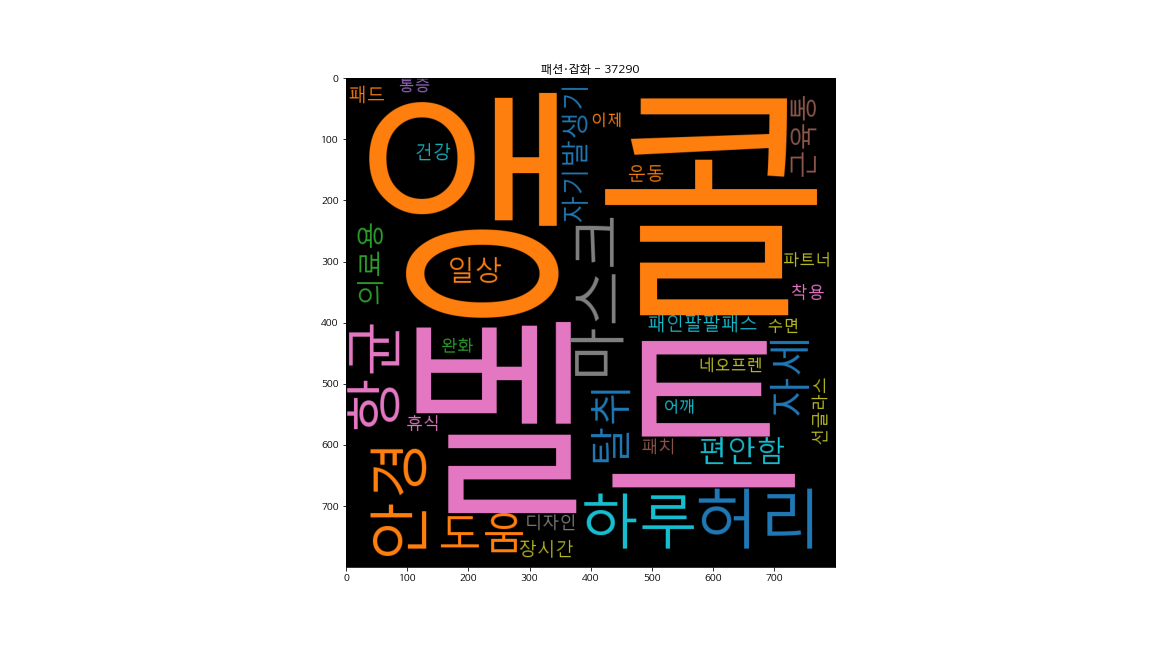 패션·잡화 - 37290
패드
통증
앵콜
건강
자기발생기
이제
운동
근육통
의료용
일상
마스크
파트너
착용
패인팔팔패스
수면
항균
벨트
완화
네오프렌
자세
휴식
탈취
어깨
선글라스
안경
패치
편안함
도움
디자인
장시간
하루
허리
0
100
200
300
400
500
600
700
0 100 200 300 400 500 600 700